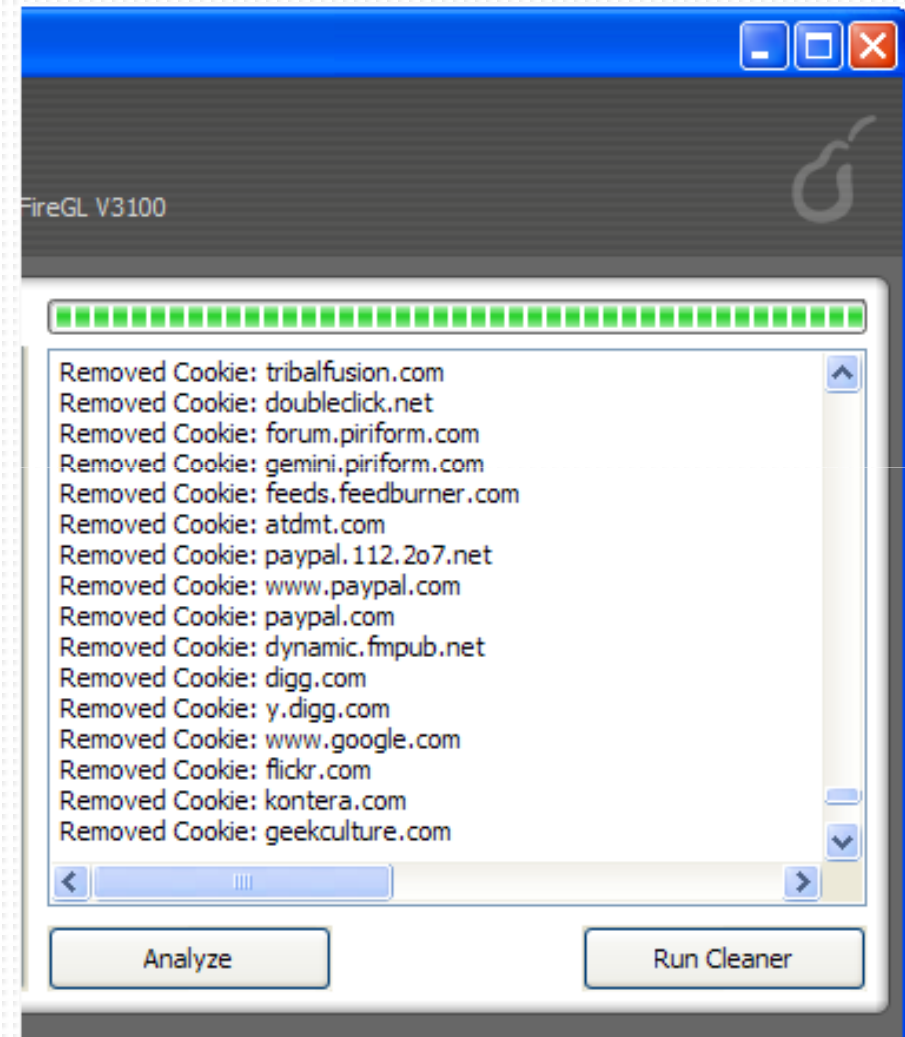 FireGL V3100
Removed Cookie: tribalfusion.com
Removed Cookie: doubleclick.net
Removed Cookie: forum.piriform.com
Removed Cookie: gemini.piriform.com
Removed Cookie: feeds.feedburner.com
Removed Cookie: atdmt.com
Removed Cookie: paypal.112.2o7.net
Removed Cookie: www.paypal.com
Removed Cookie: paypal.com
Removed Cookie: dynamic.fmpub.net
Removed Cookie: digg.com
Removed Cookie: y.digg.com
Removed Cookie: www.google.com
Removed Cookie: flickr.com
Removed Cookie: kontera.com
Removed Cookie: geekculture.com
Analyze
Run Cleaner